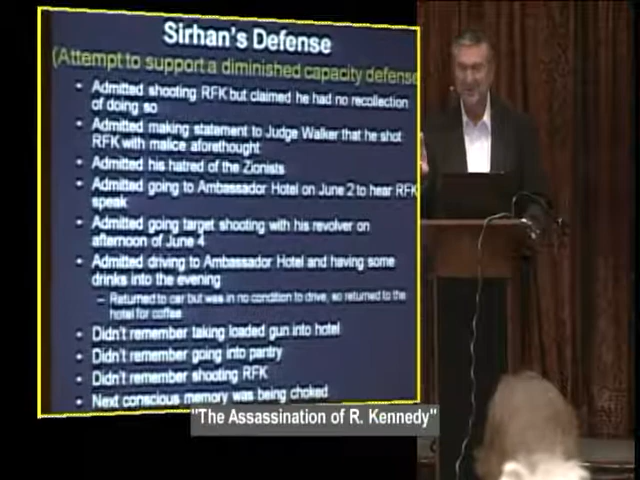 Sirhan's Defense
(Attempt to support a diminished capacity defense
• Admitted shooting RFK but claimed he had no recollection
of doing so
• Admitted making statement to Judge Walker that he shot
RFK with malice aforethought
• Admitted his hatred of the Zionists
• Admitted going to Ambassador Hotel on June 2 to hear RFK
speak
• Admitted going target shooting with his revolver on
afternoon of June 4
• Admitted driving to Ambassador Hotel and having some
drinks into the evening
– Returned to car but was in no condition to drive, so returned to the
hotel for coffee
• Didn't remember taking loaded gun into hotel
• Didn't remember going into pantry
• Didn't remember shooting RFK
• Next conscious memory was being choked
"The Assassination of R. Kennedy"